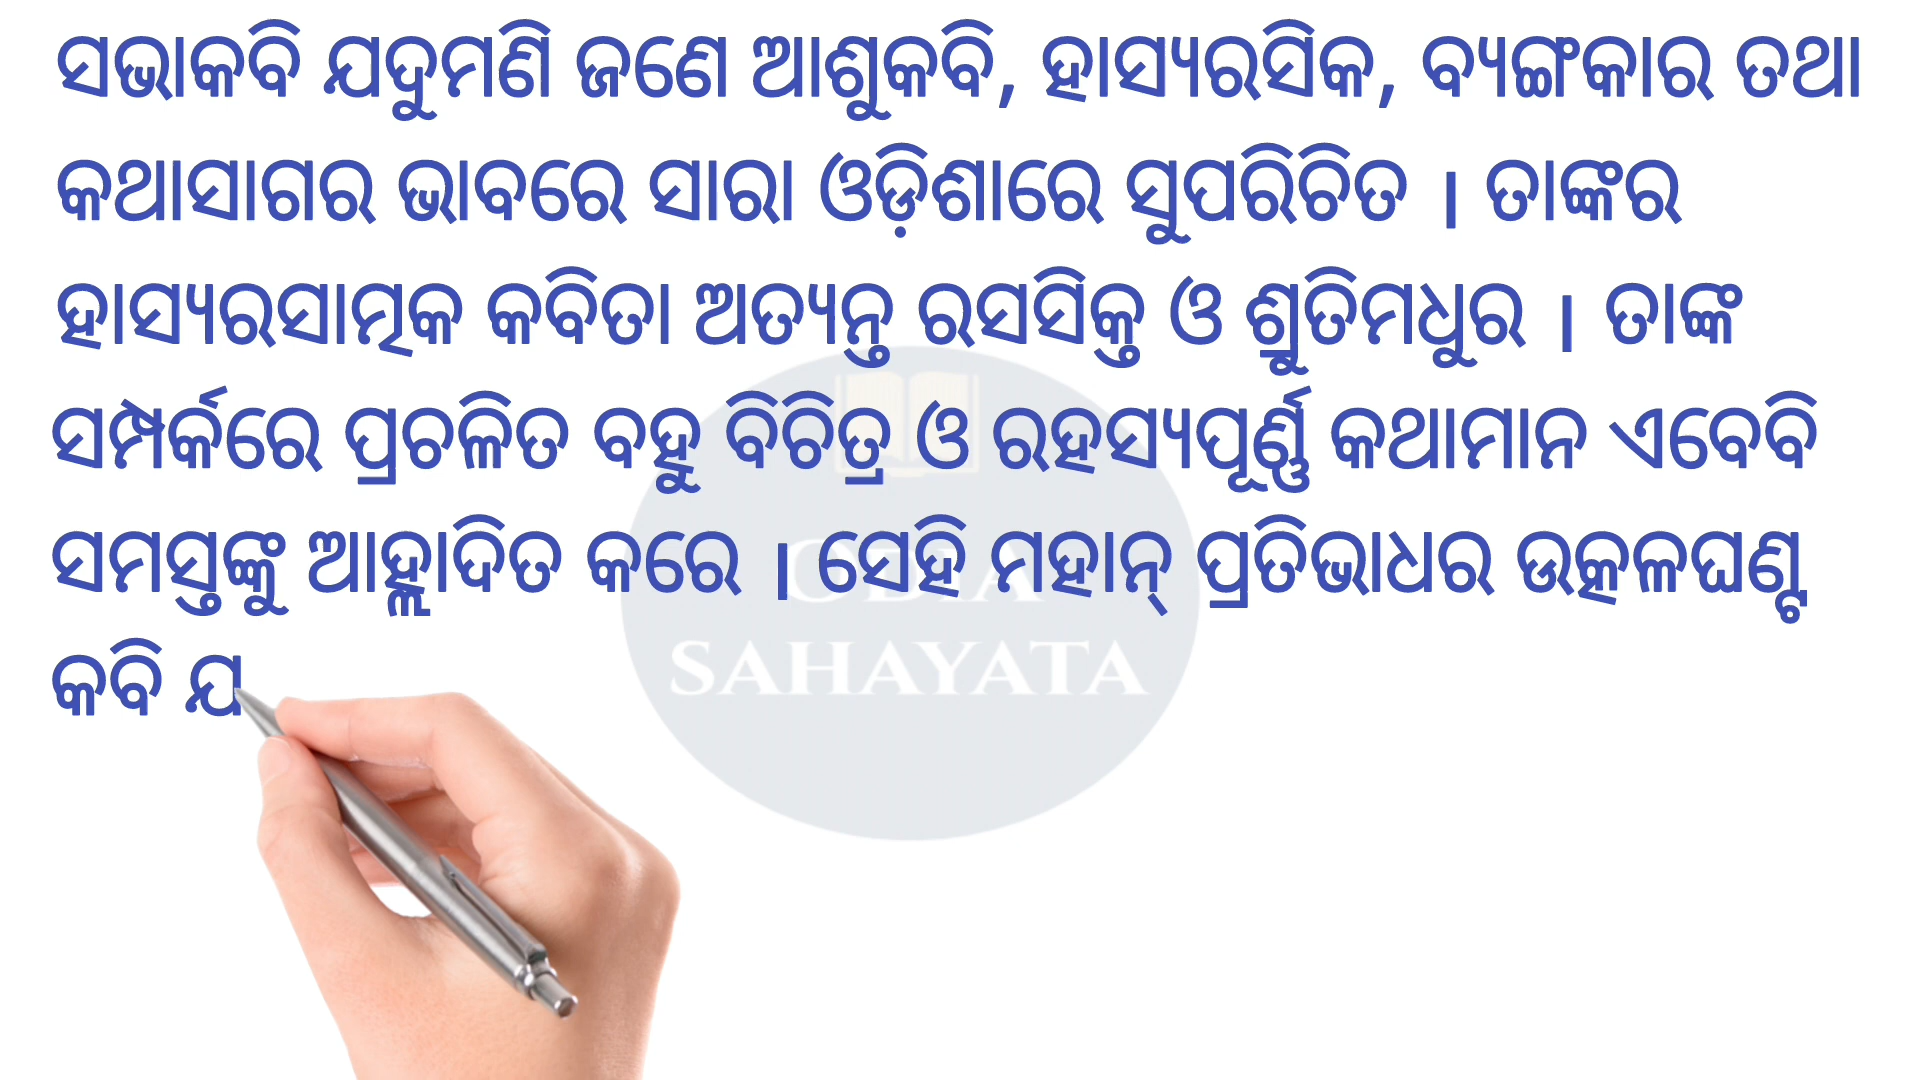 ସଭାକବି ଯଦୁମଣି ଜଣେ ଆଶୁକବି, ହାସ୍ୟରସିକ, ବ୍ୟଙ୍ଗକାର ତଥା
କଥାସାଗର ଭାବରେ ସାରା ଓଡ଼ିଶାରେ ସୁପରିଚିତ । ତାଙ୍କର
ହାସ୍ୟରସାତ୍ମକ କବିତା ଅତ୍ୟନ୍ତ ରସସିକ୍ତ ଓ ଶ୍ରୁତିମଧୁର । ତାଙ୍କ
ସମ୍ପର୍କରେ ପ୍ରଚଳିତ ବହୁ ବିଚିତ୍ର ଓ ରହସ୍ୟପୂର୍ଣ୍ଣ କଥାମାନ ଏବେବି
ସମସ୍ତଙ୍କୁ ଆହ୍ଲାଦିତ କରେ । ସେହି ମହାନ୍ ପ୍ରତିଭାଧର ଉତ୍କଳଘଣ୍ଟ
କବି ଯ
ODIA
SAHAYATA